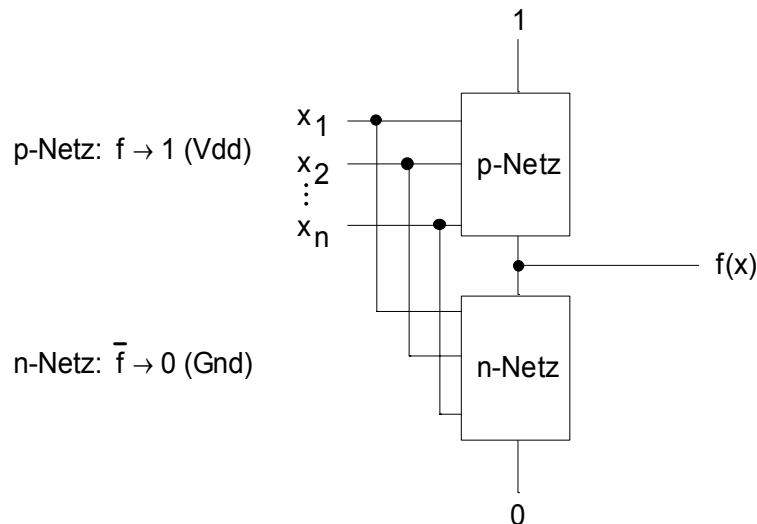 1
x1
p-Netz: f → 1 (Vdd)
x2
p-Netz
⋮
xn
f(x)
n-Netz: f̄ → 0 (Gnd)
n-Netz
0